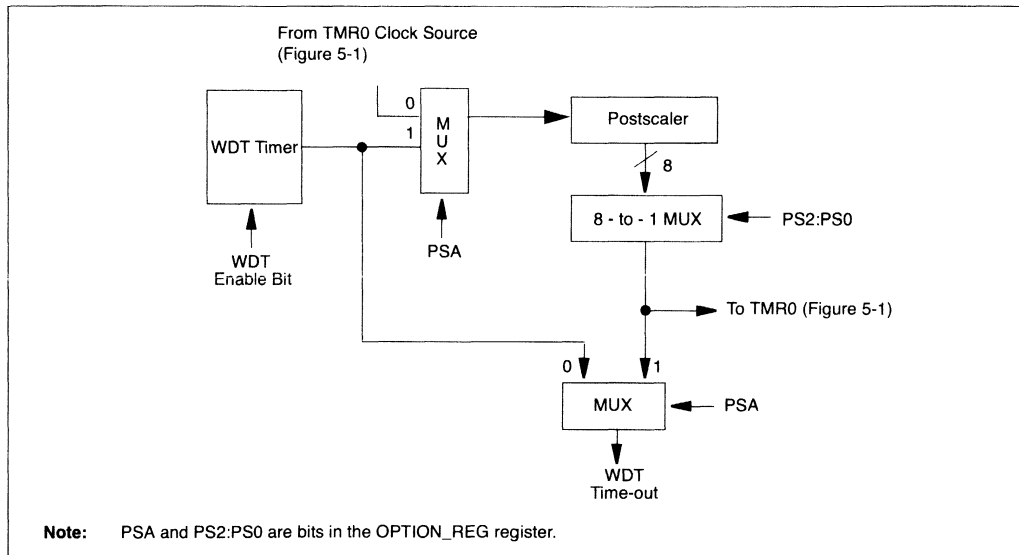 From TMR0 Clock Source
(Figure 5-1)
0
1
M
U
X
WDT Timer
Postscaler
8
8 - to - 1 MUX
PS2:PS0
PSA
WDT
Enable Bit
To TMR0 (Figure 5-1)
0
1
MUX
PSA
WDT
Time-out
Note: PSA and PS2:PS0 are bits in the OPTION_REG register.